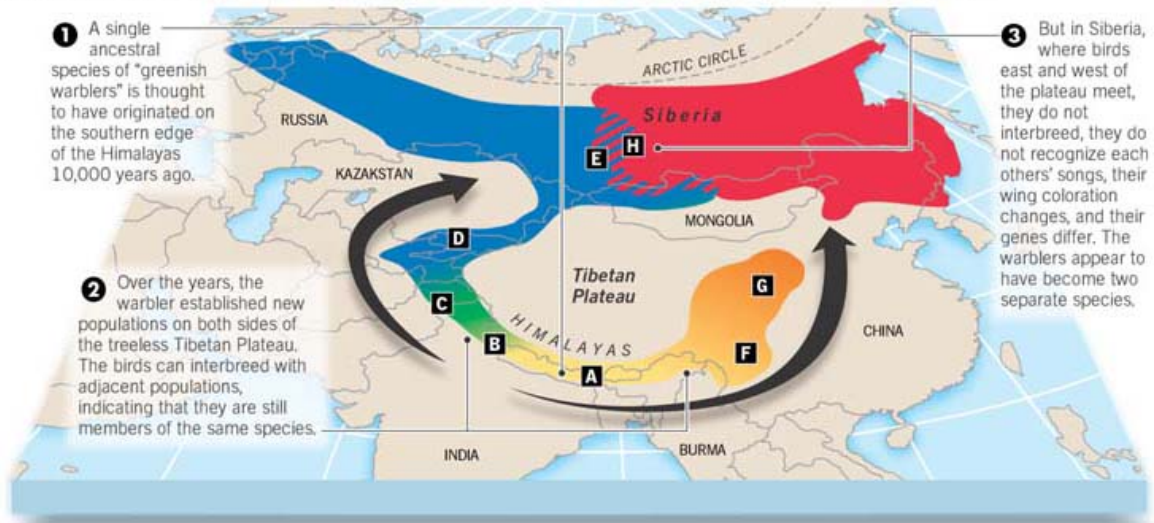 1 A single
ancestral
species of "greenish
warblers" is thought
to have originated on
the southern edge
of the Himalayas
10,000 years ago.
2 Over the years, the
warbler established new
populations on both sides of
the treeless Tibetan Plateau.
The birds can interbreed with
adjacent populations,
indicating that they are still
members of the same species.
3 But in Siberia,
where birds
east and west of
the plateau meet,
they do not
interbreed, they do
not recognize each
others' songs, their
wing coloration
changes, and their
genes differ. The
warblers appear to
have become two
separate species.
ARCTIC CIRCLE
Siberia
RUSSIA
E
H
KAZAKSTAN
MONGOLIA
D
Tibetan
Plateau
G
C
HIMALAYAS
B
F
CHINA
A
INDIA
BURMA